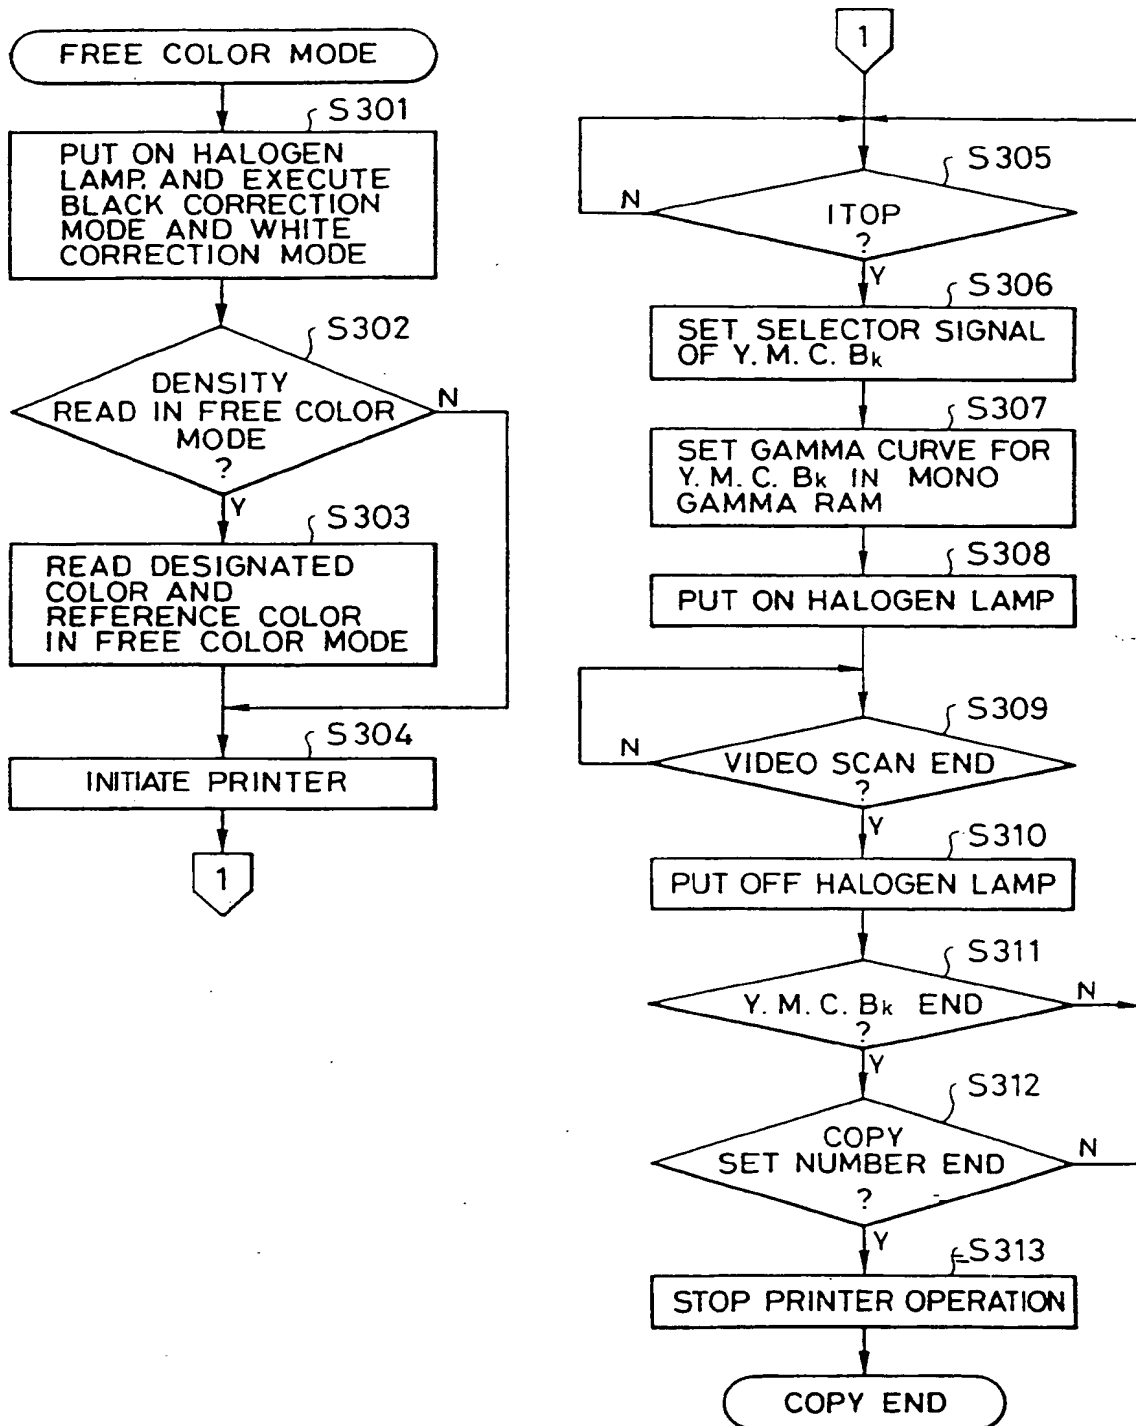 FREE COLOR MODE
S301
PUT ON HALOGEN
LAMP. AND EXECUTE
BLACK CORRECTION
MODE AND WHITE
CORRECTION MODE
S302
DENSITY
READ IN FREE COLOR
MODE
?
N
Y
S303
READ DESIGNATED
COLOR AND
REFERENCE COLOR
IN FREE COLOR MODE
S304
INITIATE PRINTER
1
1
S305
N
ITOP
?
Y
S306
SET SELECTOR SIGNAL
OF Y. M. C. Bk
S307
SET GAMMA CURVE FOR
Y. M. C. Bk IN MONO
GAMMA RAM
S308
PUT ON HALOGEN LAMP
S309
N
VIDEO SCAN END
?
Y
S310
PUT OFF HALOGEN LAMP
S311
Y. M. C. Bk END
N
?
Y
S312
COPY
SET NUMBER END
N
?
Y
S313
STOP PRINTER OPERATION
COPY END